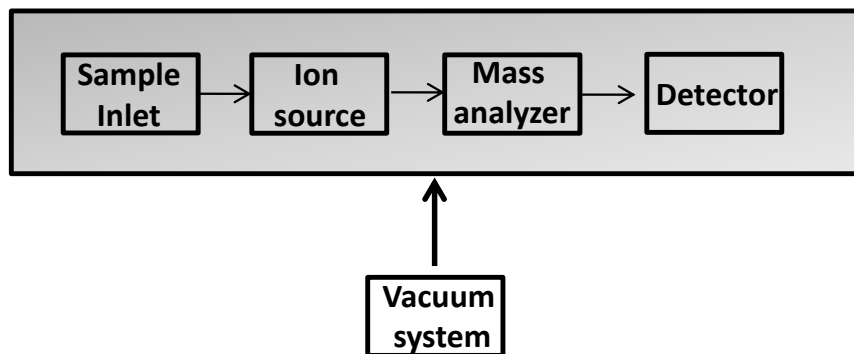 Sample
Inlet
Ion
source
Mass
analyzer
Detector
Vacuum
system